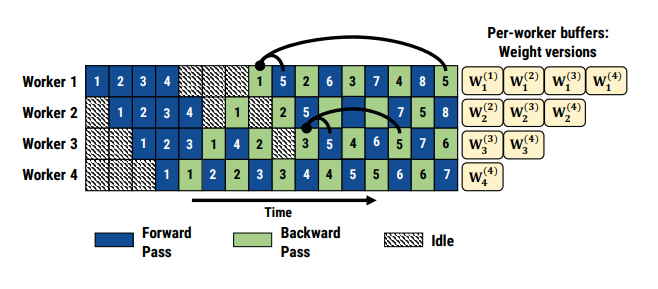 Per-worker buffers:
Weight versions
Worker 1 1 2 3 4 1 5 2 6 3 7 4 8 5 W₁⁽¹⁾ W₁⁽²⁾ W₁⁽³⁾ W₁⁽⁴⁾
Worker 2 1 2 3 4 1 2 5 7 5 8 W₂⁽²⁾ W₂⁽³⁾ W₂⁽⁴⁾
Worker 3 1 2 3 1 4 2 3 5 4 6 5 7 6 W₃⁽³⁾ W₃⁽⁴⁾
Worker 4 1 1 2 2 3 3 4 4 5 5 6 6 7 W₄⁽⁴⁾
Time
Forward
Pass
Backward
Pass
Idle